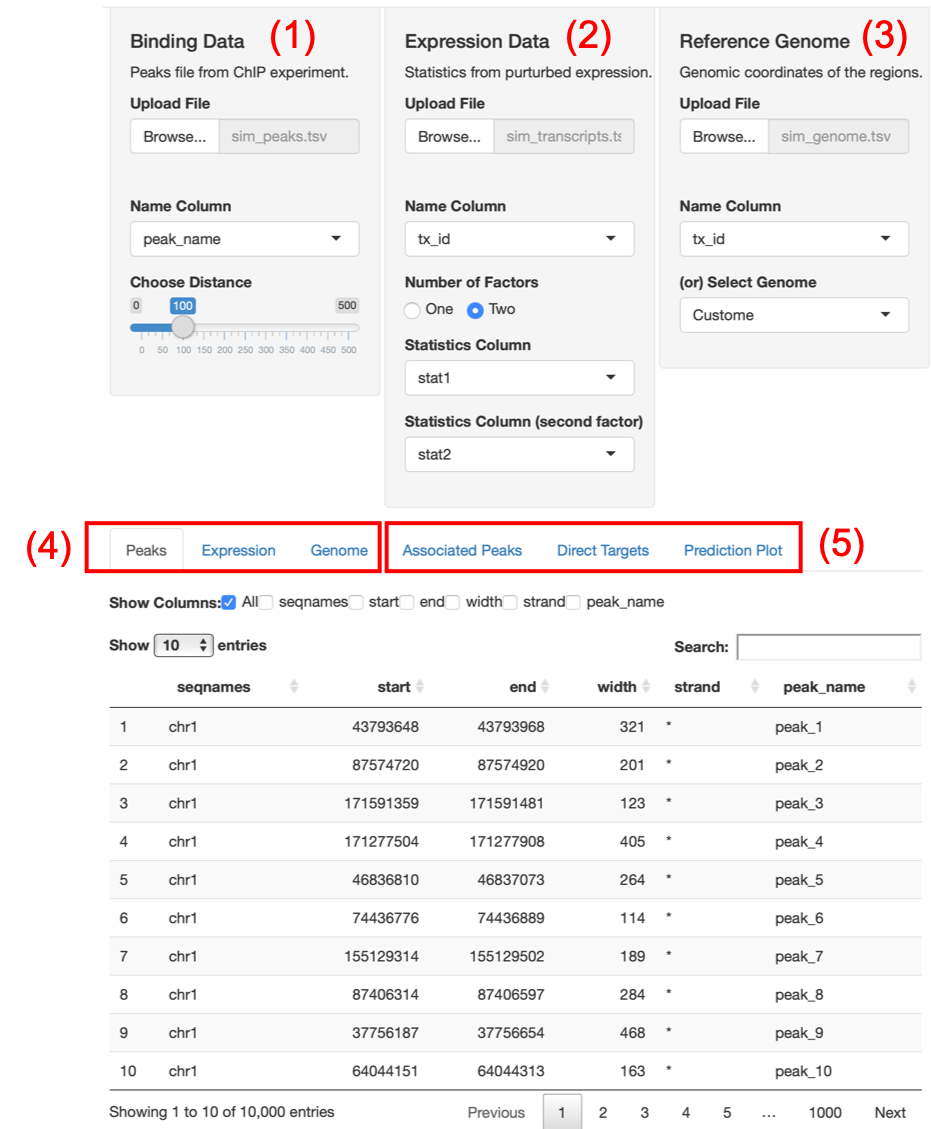 Binding Data (1)
Peaks file from ChIP experiment.
Upload File
Browse... sim_peaks.tsv
Name Column
peak_name
Choose Distance
0 100 500
0 50 100 150 200 250 300 350 400 450 500
Expression Data (2)
Statistics from purturbed expression.
Upload File
Browse... sim_transcripts.ts
Name Column
tx_id
Number of Factors
One Two
Statistics Column
stat1
Statistics Column (second factor)
stat2
Reference Genome (3)
Genomic coordinates of the regions.
Upload File
Browse... sim_genome.tsv
Name Column
tx_id
(or) Select Genome
Custome
(4) Peaks Expression Genome Associated Peaks Direct Targets Prediction Plot (5)
Show Columns: All seqnames start end width strand peak_name
Show 10 entries Search:
seqnames start end width strand peak_name
1 chr1 43793648 43793968 321 * peak_1
2 chr1 87574720 87574920 201 * peak_2
3 chr1 171591359 171591481 123 * peak_3
4 chr1 171277504 171277908 405 * peak_4
5 chr1 46836810 46837073 264 * peak_5
6 chr1 74436776 74436889 114 * peak_6
7 chr1 155129314 155129502 189 * peak_7
8 chr1 87406314 87406597 284 * peak_8
9 chr1 37756187 37756654 468 * peak_9
10 chr1 64044151 64044313 163 * peak_10
Showing 1 to 10 of 10,000 entries Previous 1 2 3 4 5 ... 1000 Next